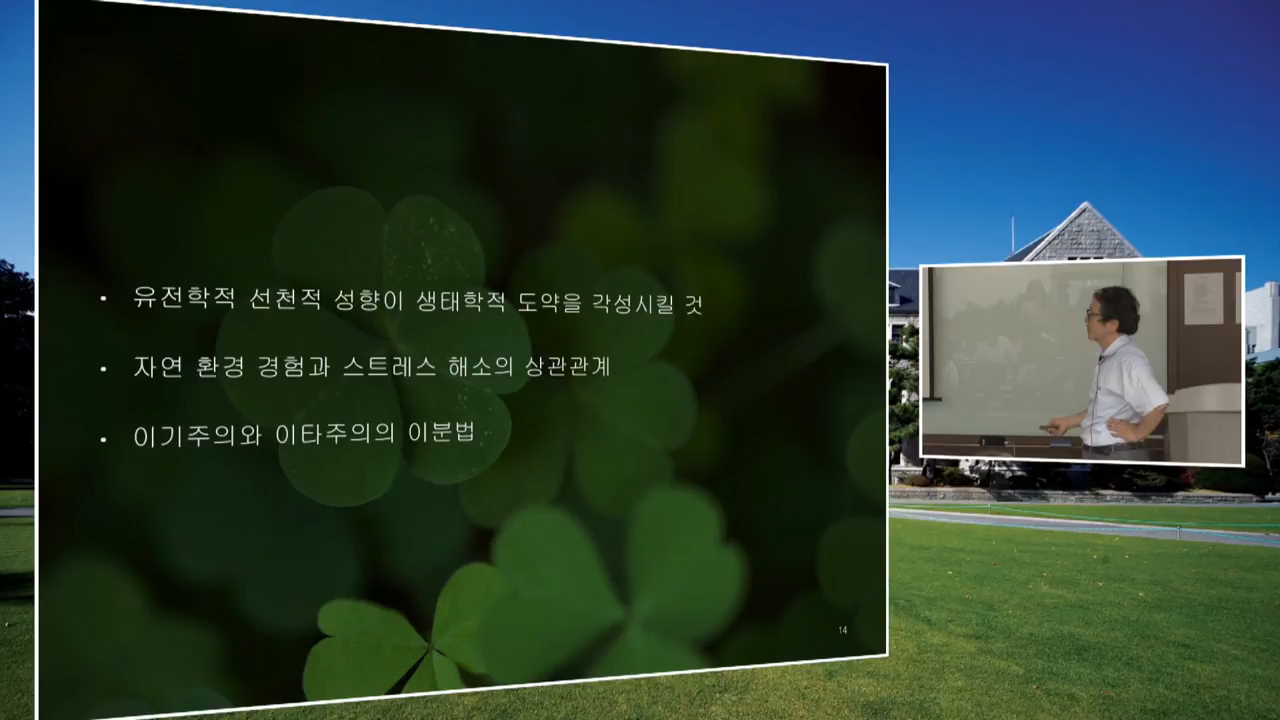 • 유전학적 선천적 성향이 생태학적 도약을 각성시킬 것
• 자연 환경 경험과 스트레스 해소의 상관관계
• 이기주의와 이타주의의 이분법
14